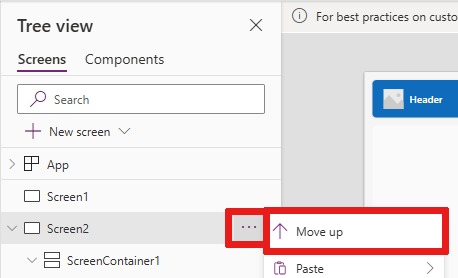 Tree view
For best practices on custo
Screens Components
Search
Header
New screen
App
Screen1
Screen2
Move up
ScreenContainer1
Paste